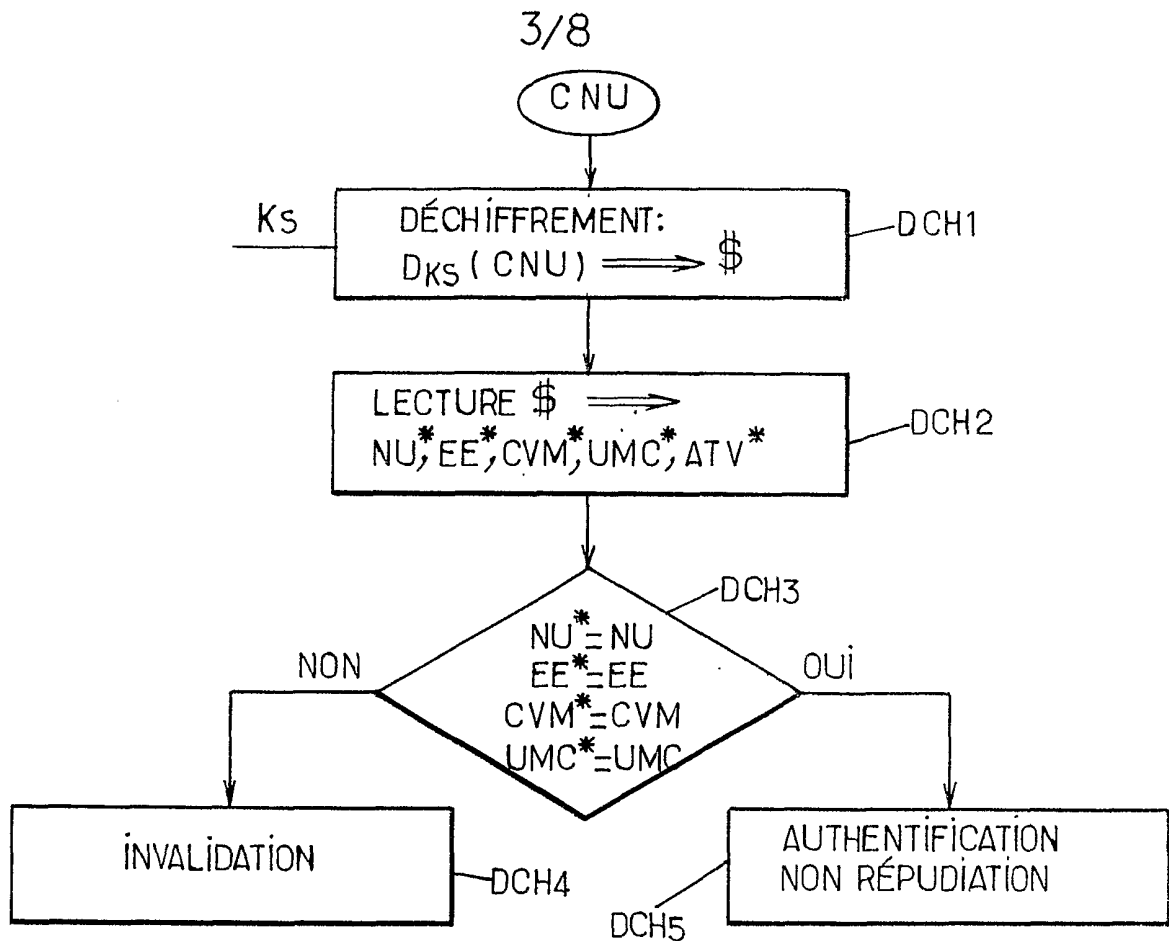 3/8
CNU
Ks
DÉCHIFFREMENT:
DKS (CNU) ⟹ $
DCH1
LECTURE $ ⟹
NU*, EE*, CVM*, UMC*, ATV*
DCH2
DCH3
NU* = NU
EE* = EE
CVM* = CVM
UMC* = UMC
NON
OUI
INVALIDATION
DCH4
AUTHENTIFICATION
NON RÉPUDIATION
DCH5